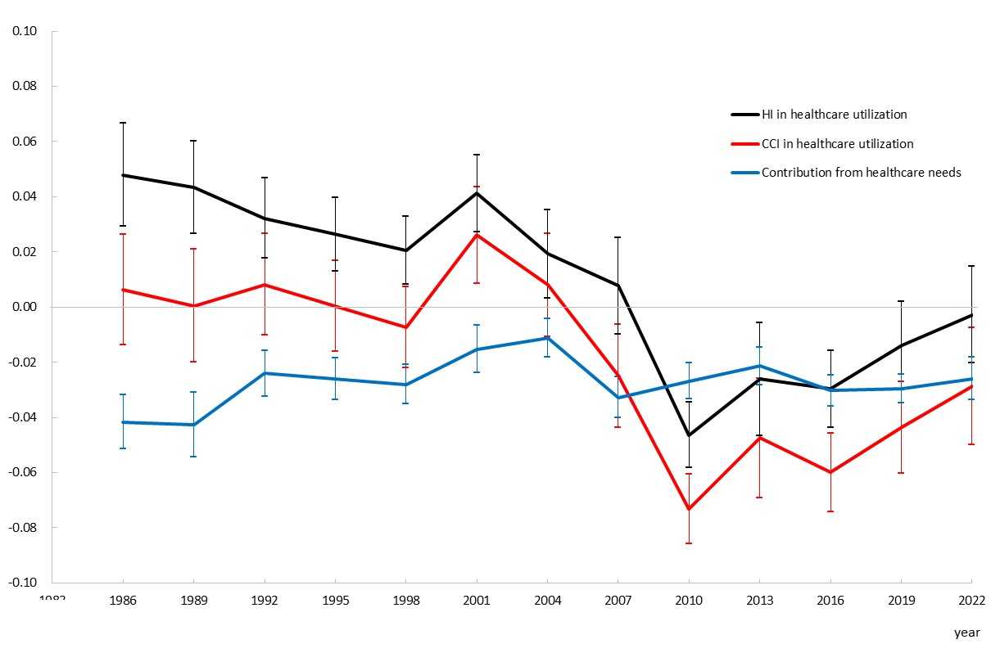 0.10
0.08
0.06
0.04
0.02
0.00
-0.02
-0.04
-0.06
-0.08
-0.10
HI in healthcare utilization
CCI in healthcare utilization
Contribution from healthcare needs
1986 1989 1992 1995 1998 2001 2004 2007 2010 2013 2016 2019 2022
year